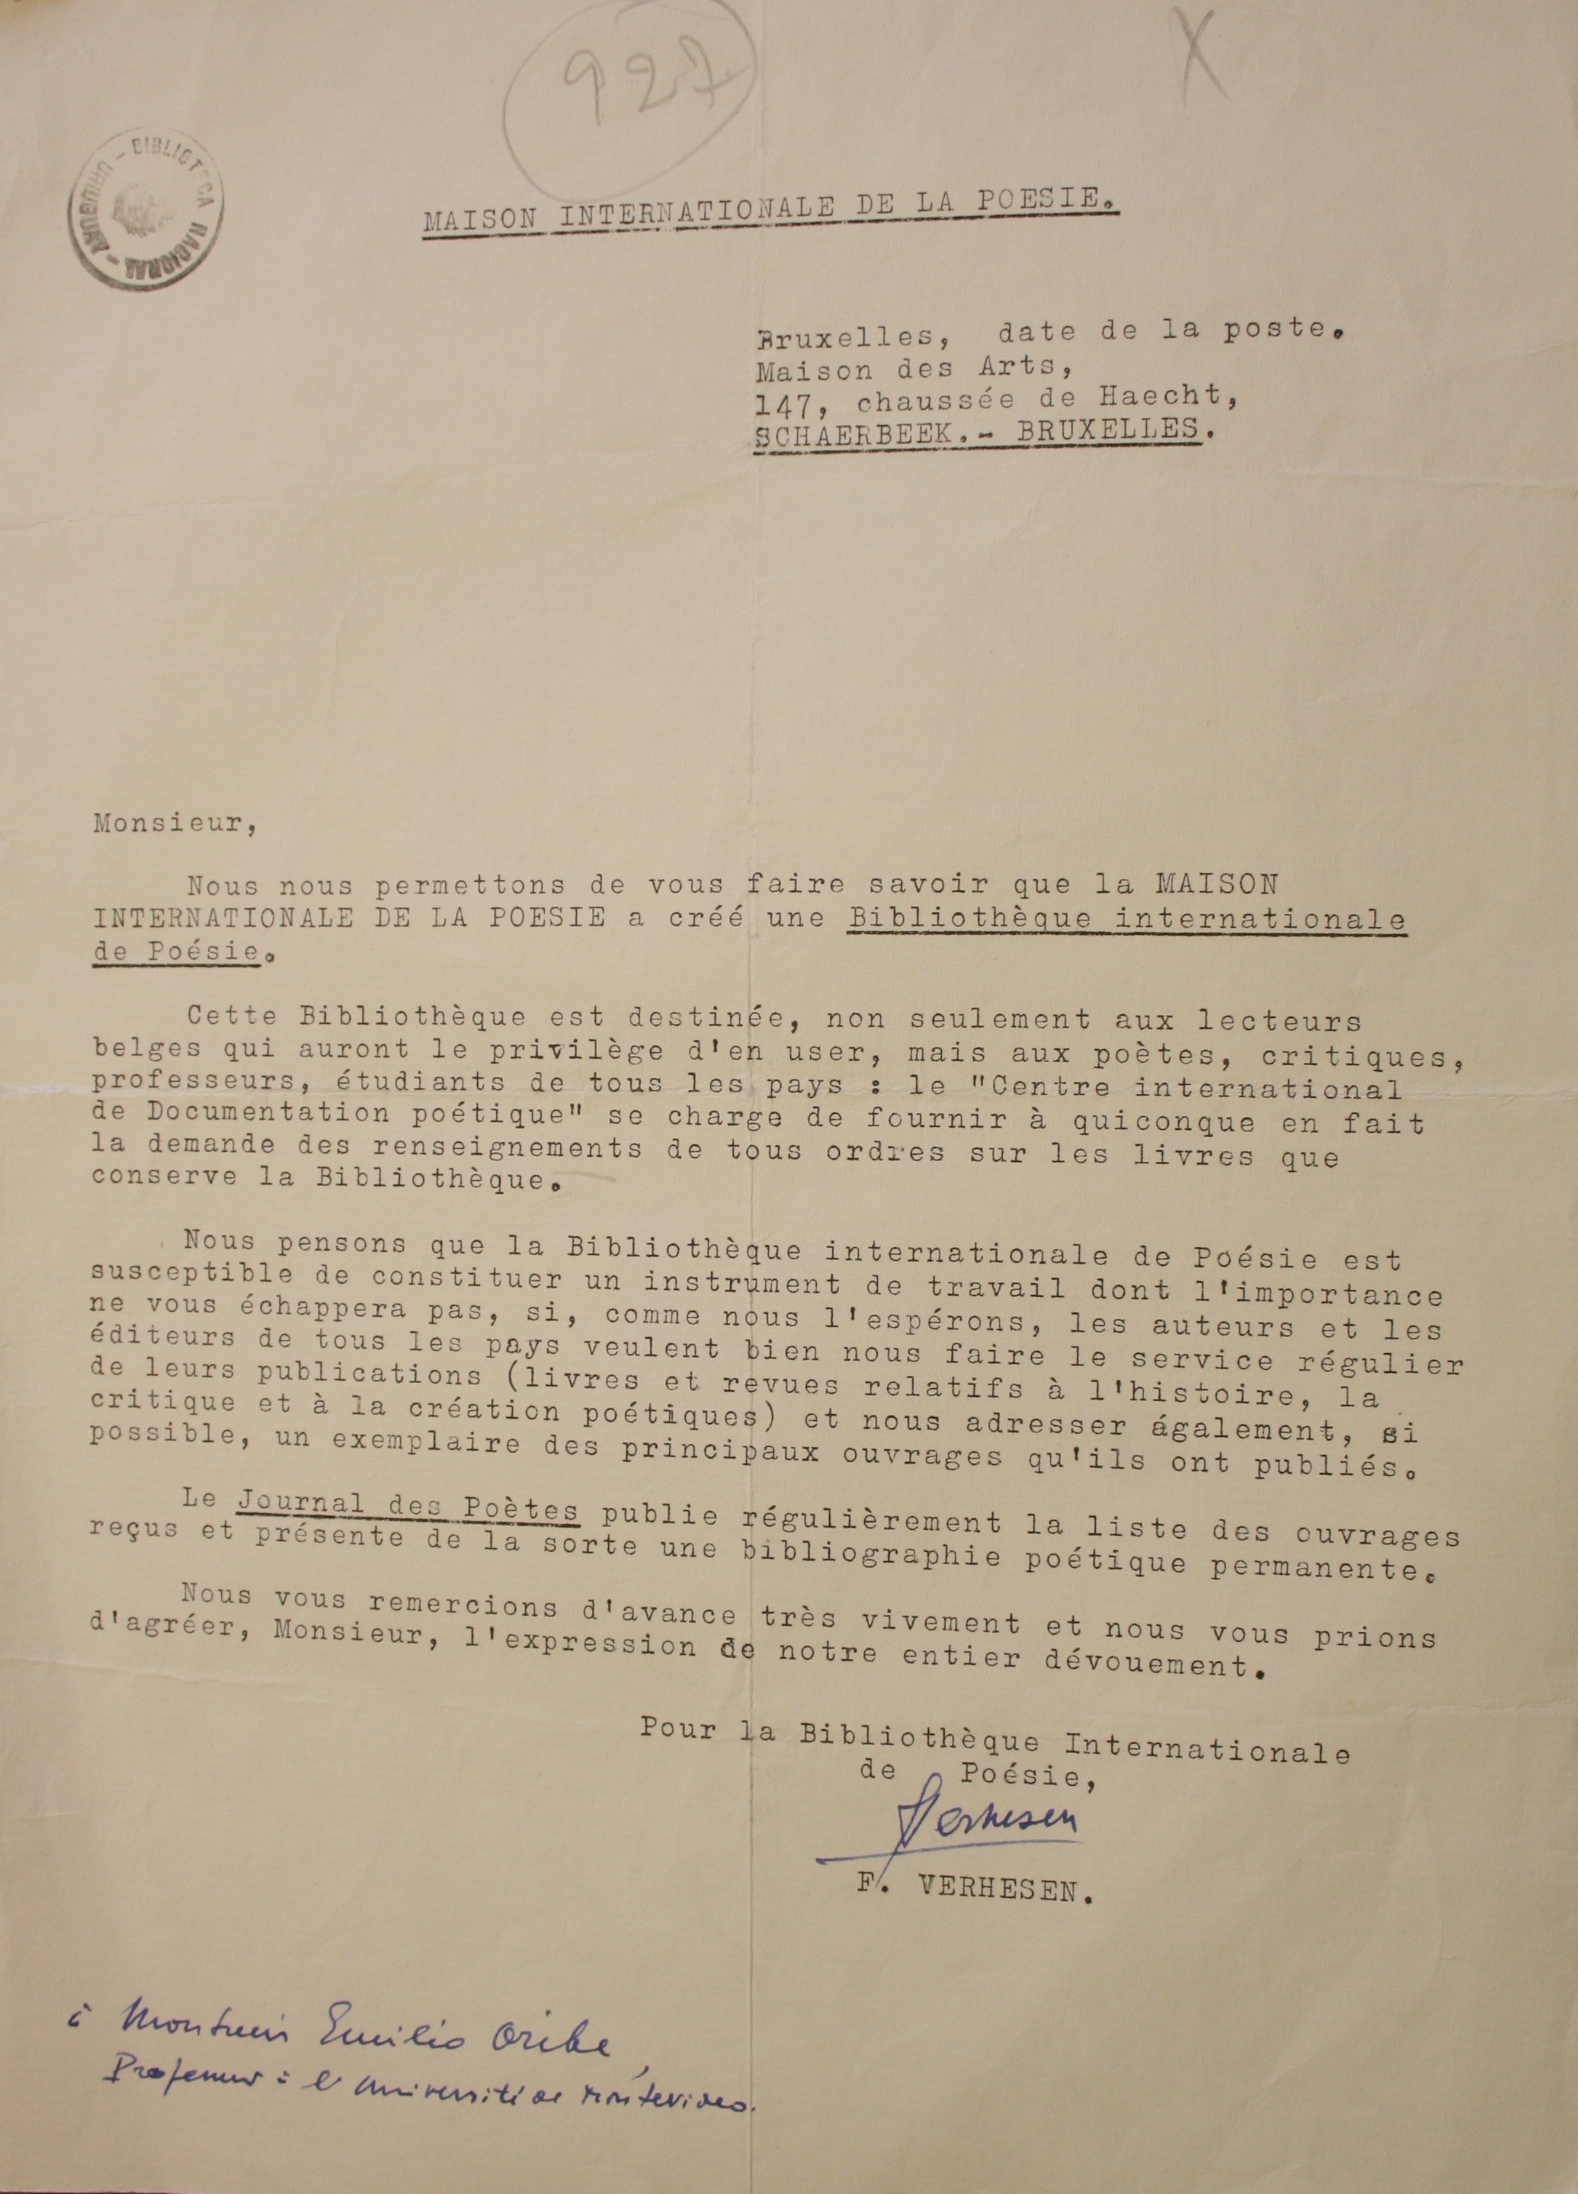 927
X
BIBLIOTECA NACIONAL - URUGUAY -
MAISON INTERNATIONALE DE LA POESIE.
Bruxelles, date de la poste.
Maison des Arts,
147, chaussée de Haecht,
SCHAERBEEK.- BRUXELLES.
Monsieur,
Nous nous permettons de vous faire savoir que la MAISON
INTERNATIONALE DE LA POESIE a créé une Bibliothèque internationale
de Poésie.
Cette Bibliothèque est destinée, non seulement aux lecteurs
belges qui auront le privilège d'en user, mais aux poètes, critiques,
professeurs, étudiants de tous les pays : le "Centre international
de Documentation poétique" se charge de fournir à quiconque en fait
la demande des renseignements de tous ordres sur les livres que
conserve la Bibliothèque.
Nous pensons que la Bibliothèque internationale de Poésie est
susceptible de constituer un instrument de travail dont l'importance
ne vous échappera pas, si, comme nous l'espérons, les auteurs et les
éditeurs de tous les pays veulent bien nous faire le service régulier
de leurs publications (livres et revues relatifs à l'histoire, la
critique et à la création poétiques) et nous adresser ágalement, si
possible, un exemplaire des principaux ouvrages qu'ils ont publiés.
Le Journal des Poètes publie régulièrement la liste des ouvrages
reçus et présente de la sorte une bibliographie poétique permanente.
Nous vous remercions d'avance très vivement et nous vous prions
d'agréer, Monsieur, l'expression de notre entier dévouement.
Pour la Bibliothèque Internationale
de Poésie,
Verhesen
F. VERHESEN.
à Monsieur Emilio Oribe,
Professeur à l'Université de Montevideo.